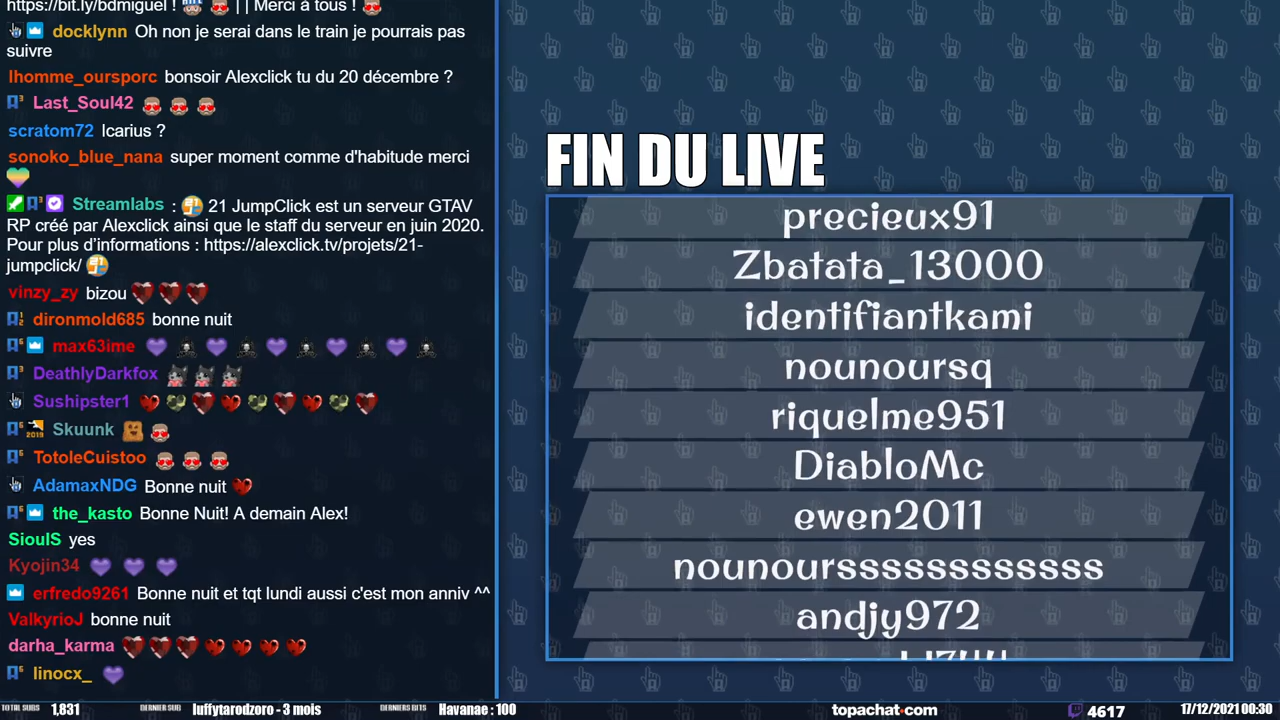 https://bit.ly/bdmiguel ! | | Merci à tous !
docklynn Oh non je serai dans le train je pourrais pas
suivre
lhomme_oursporc bonsoir Alexclick tu du 20 décembre ?
Last_Soul42
scratom72 Icarius ?
sonoko_blue_nana super moment comme d'habitude merci
Streamlabs : 21 JumpClick est un serveur GTAV
RP créé par Alexclick ainsi que le staff du serveur en juin 2020.
Pour plus d'informations : https://alexclick.tv/projets/21-
jumpclick/
vinzy_zy bizou
dironmold685 bonne nuit
max63ime
DeathlyDarkfox
Sushipster1
Skuunk
TotoleCuistoo
AdamaxNDG Bonne nuit
the_kasto Bonne Nuit! A demain Alex!
SioulS yes
Kyojin34
erfredo9261 Bonne nuit et tqt lundi aussi c'est mon anniv ^^
ValkyrioJ bonne nuit
darha_karma
linocx_
FIN DU LIVE
precieux91
Zbatata_13000
identifiantkami
nounoursq
riquelme951
DiabloMc
ewen2011
nounourssssssssssss
andjy972
TOTAL SUBS 1,831 DERNIER SUB luffytarodzoro - 3 mois DERNIERS BITS Havanae : 100 topachat.com 4617 17/12/2021 00:30